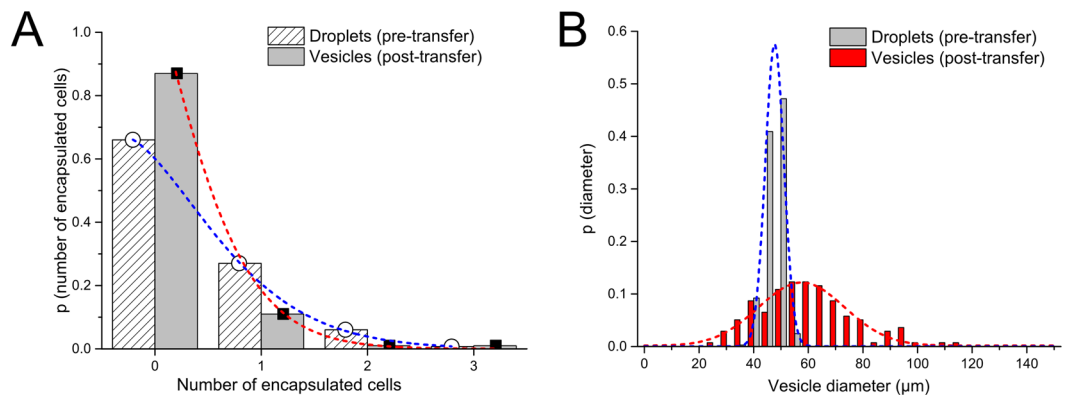 A
Droplets (pre-transfer)
Vesicles (post-transfer)
p (number of encapsulated cells)
1.0
0.8
0.6
0.4
0.2
0.0
0 1 2 3
Number of encapsulated cells
B
Droplets (pre-transfer)
Vesicles (post-transfer)
p (diameter)
0.6
0.5
0.4
0.3
0.2
0.1
0.0
0 20 40 60 80 100 120 140
Vesicle diameter (µm)